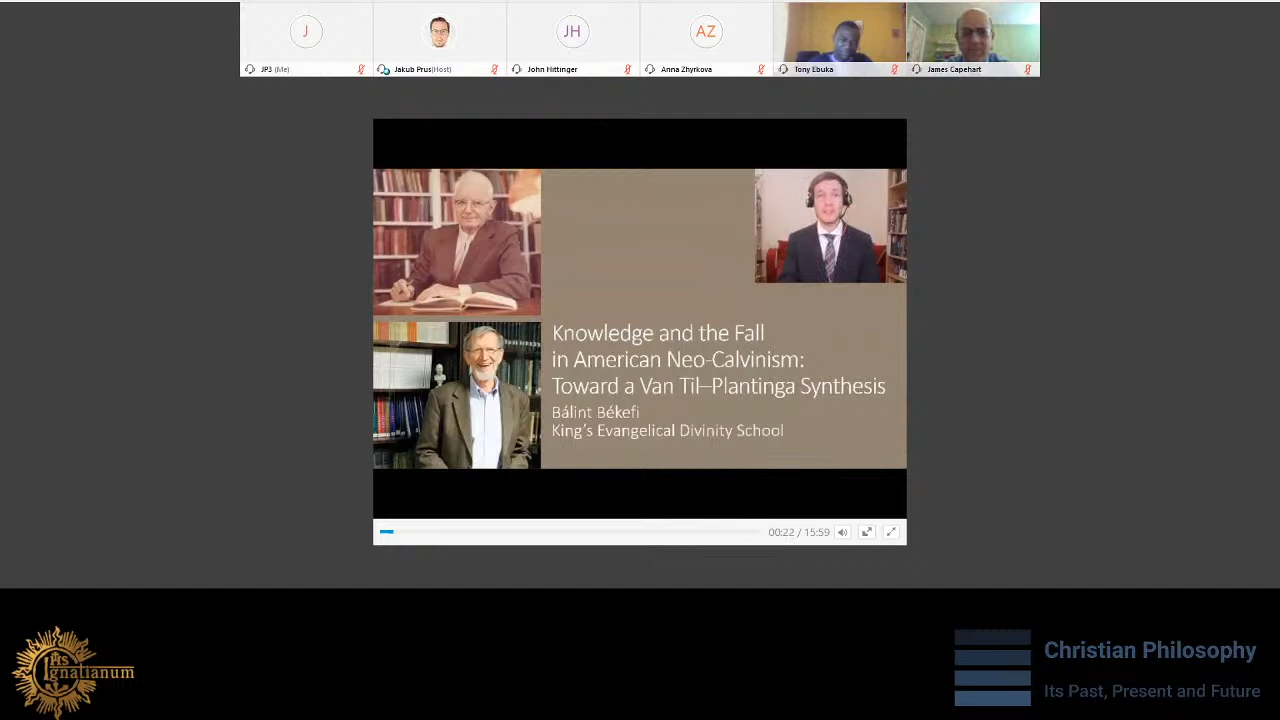 J
JH
AZ
JP3 (Me)
Jakub Prus(Host)
John Hittinger
Anna Zhyrkova
Tony Ebuka
James Capehart
Knowledge and the Fall
in American Neo-Calvinism:
Toward a Van Til–Plantinga Synthesis
Bálint Békefi
King's Evangelical Divinity School
00:22 / 15:59
IHS
Ignatianum
Christian Philosophy
Its Past, Present and Future